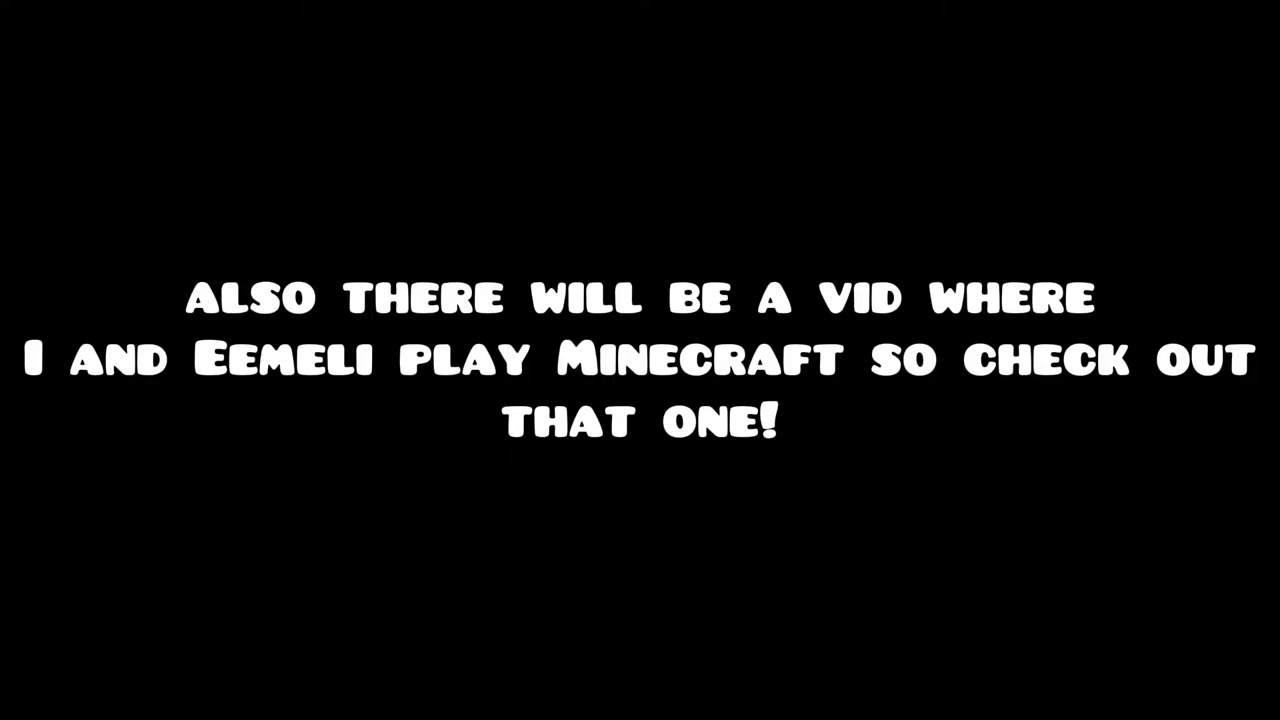 also there will be a vid where
I and Eemeli play Minecraft so check out
that one!